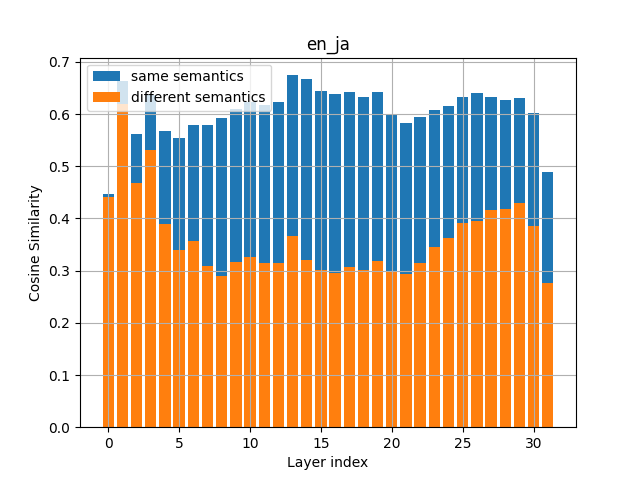 en_ja
same semantics
different semantics
Cosine Similarity
0.7
0.6
0.5
0.4
0.3
0.2
0.1
0.0
0 5 10 15 20 25 30
Layer index